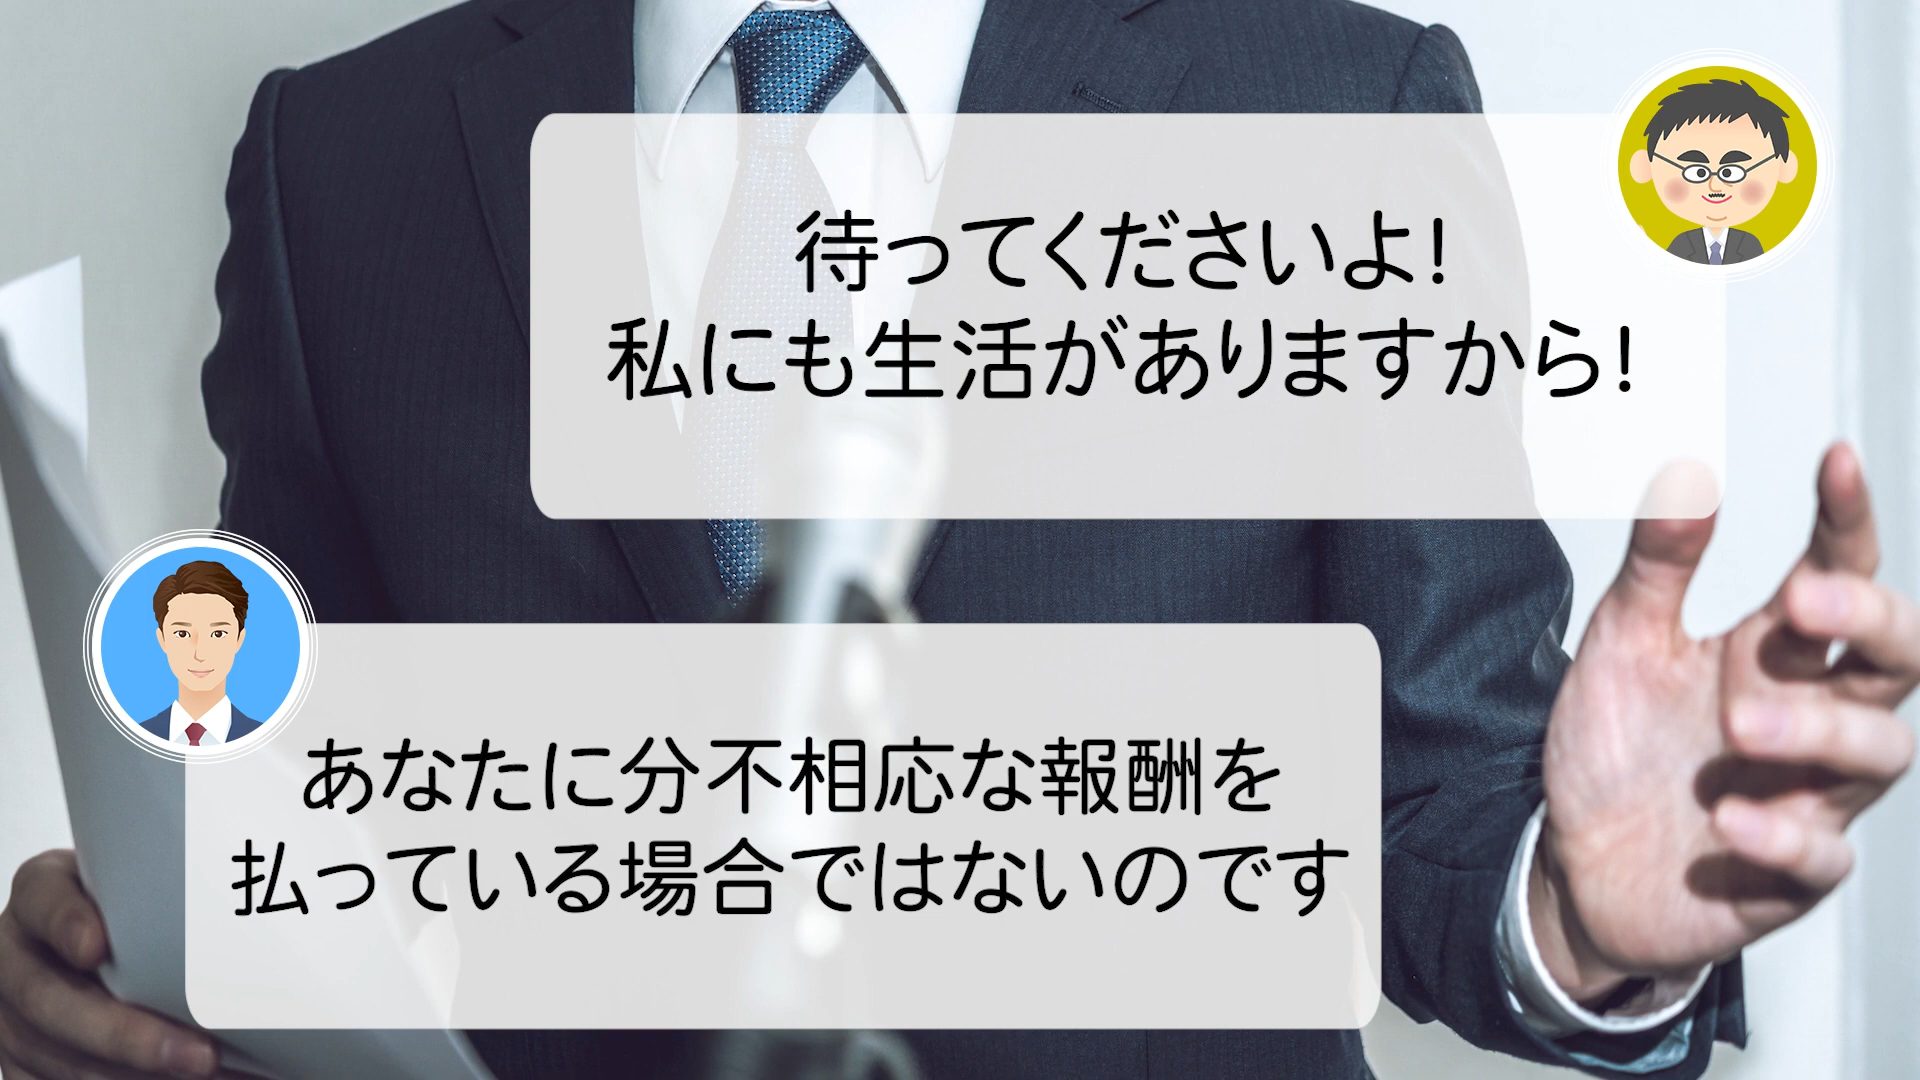 待ってくださいよ!
私にも生活がありますから!
あなたに分不相応な報酬を
払っている場合ではないのです